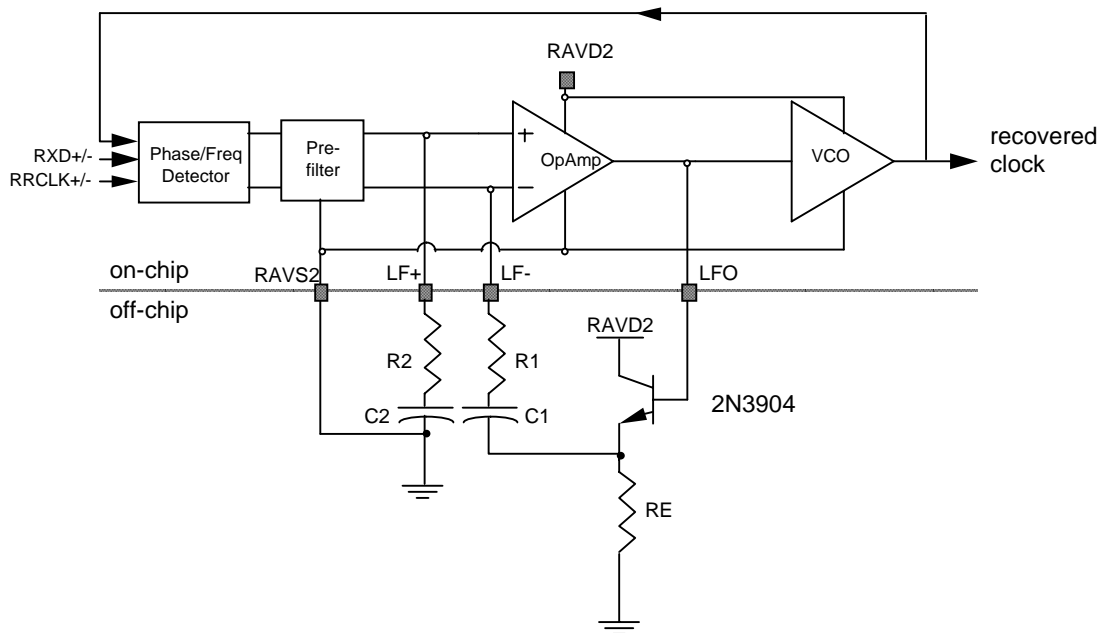 RAVD2
RXD+/-
RRCLK+/-
Phase/Freq
Detector
Pre-
filter
+
−
OpAmp
VCO
recovered
clock
on-chip
off-chip
RAVS2
LF+
LF-
LFO
RAVD2
R2
R1
C2
C1
2N3904
RE